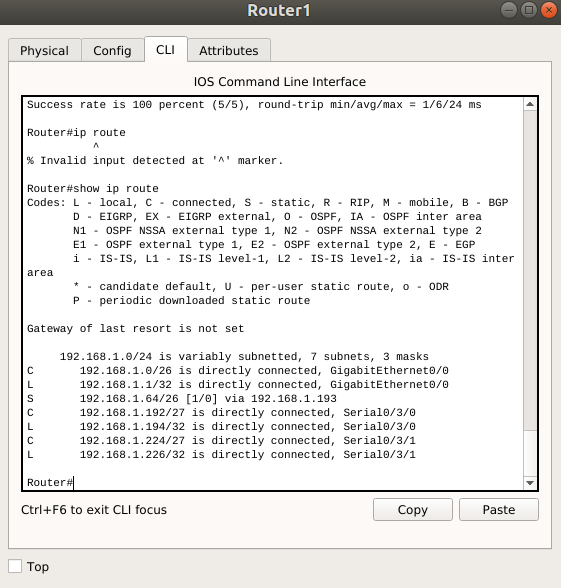 Router1
Physical Config CLI Attributes
IOS Command Line Interface
Success rate is 100 percent (5/5), round-trip min/avg/max = 1/6/24 ms
Router#ip route
^
% Invalid input detected at '^' marker.
Router#show ip route
Codes: L - local, C - connected, S - static, R - RIP, M - mobile, B - BGP
D - EIGRP, EX - EIGRP external, O - OSPF, IA - OSPF inter area
N1 - OSPF NSSA external type 1, N2 - OSPF NSSA external type 2
E1 - OSPF external type 1, E2 - OSPF external type 2, E - EGP
i - IS-IS, L1 - IS-IS level-1, L2 - IS-IS level-2, ia - IS-IS inter
area
* - candidate default, U - per-user static route, o - ODR
P - periodic downloaded static route
Gateway of last resort is not set
192.168.1.0/24 is variably subnetted, 7 subnets, 3 masks
C 192.168.1.0/26 is directly connected, GigabitEthernet0/0
L 192.168.1.1/32 is directly connected, GigabitEthernet0/0
S 192.168.1.64/26 [1/0] via 192.168.1.193
C 192.168.1.192/27 is directly connected, Serial0/3/0
L 192.168.1.194/32 is directly connected, Serial0/3/0
C 192.168.1.224/27 is directly connected, Serial0/3/1
L 192.168.1.226/32 is directly connected, Serial0/3/1
Router#
Ctrl+F6 to exit CLI focus Copy Paste
Top